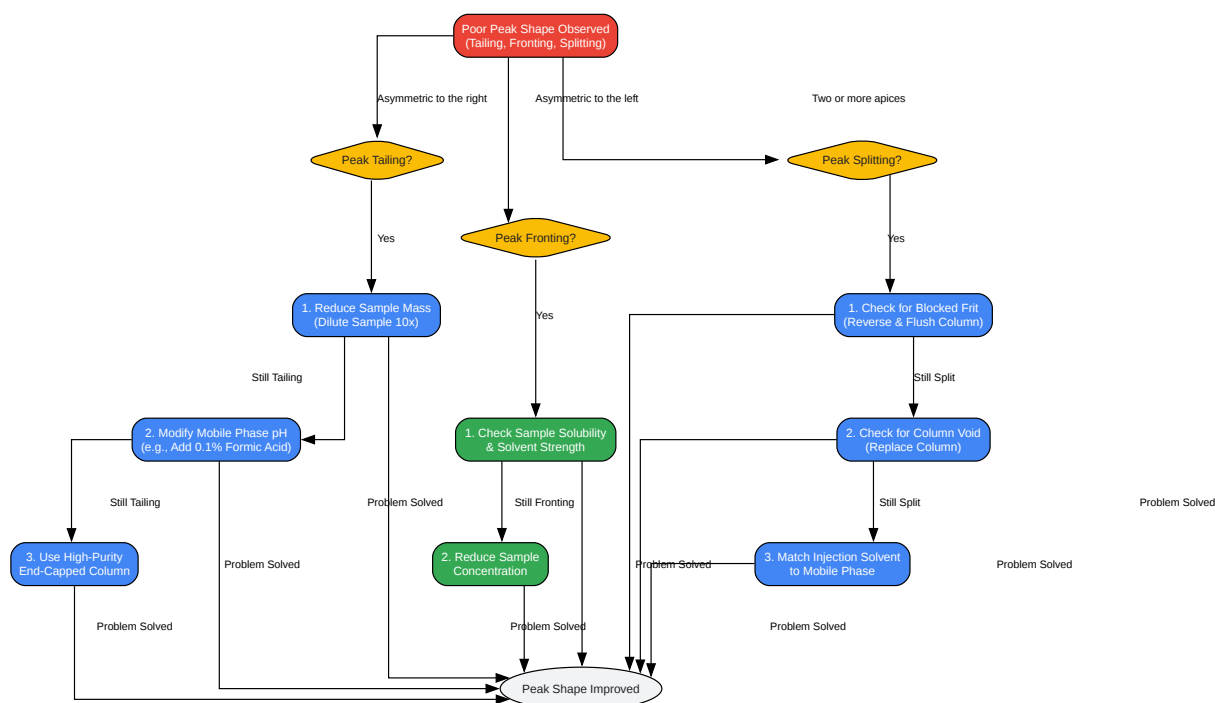 Poor Peak Shape Observed
(Tailing, Fronting, Splitting)
Asymmetric to the right
Asymmetric to the left
Two or more apices
Peak Tailing?
Peak Splitting?
Peak Fronting?
Yes
Yes
1. Reduce Sample Mass
(Dilute Sample 10x)
Yes
1. Check for Blocked Frit
(Reverse & Flush Column)
Still Tailing
Still Split
2. Modify Mobile Phase pH
(e.g., Add 0.1% Formic Acid)
1. Check Sample Solubility
& Solvent Strength
2. Check for Column Void
(Replace Column)
Still Tailing
Problem Solved
Still Fronting
Still Split
Problem Solved
3. Use High-Purity
End-Capped Column
Problem Solved
2. Reduce Sample
Concentration
Problem Solved
3. Match Injection Solvent
to Mobile Phase
Problem Solved
Problem Solved
Problem Solved
Problem Solved
Peak Shape Improved